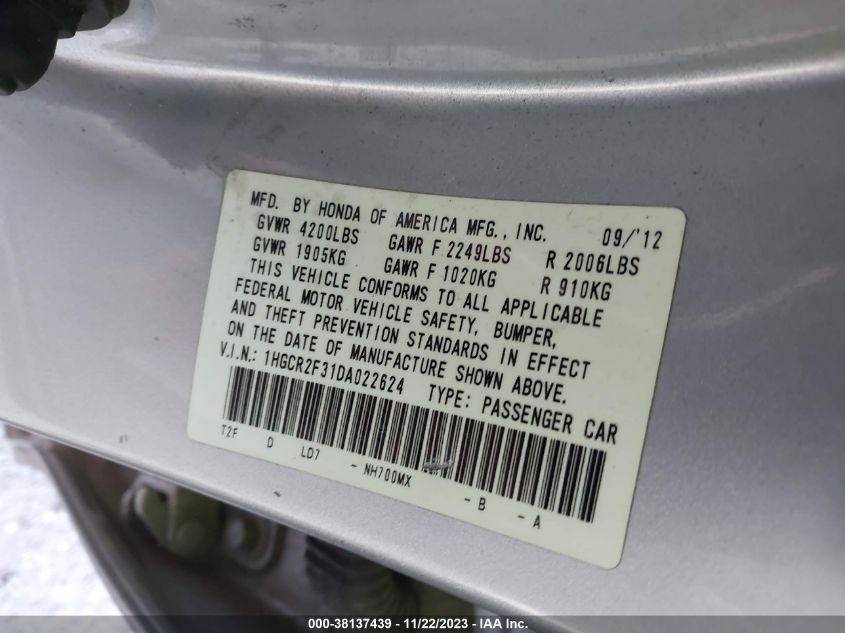 MFD. BY HONDA OF AMERICA MFG., INC. 09/'12
GVWR 4200LBS GAWR F 2249LBS R 2006LBS
GVWR 1905KG GAWR F 1020KG R 910KG
THIS VEHICLE CONFORMS TO ALL APPLICABLE
FEDERAL MOTOR VEHICLE SAFETY, BUMPER,
AND THEFT PREVENTION STANDARDS IN EFFECT
ON THE DATE OF MANUFACTURE SHOWN ABOVE.
V.I.N.: 1HGCR2F31DA022624 TYPE: PASSENGER CAR
T2F D LD7 - NH700MX - B - A
000-38137439 - 11/22/2023 - IAA Inc.